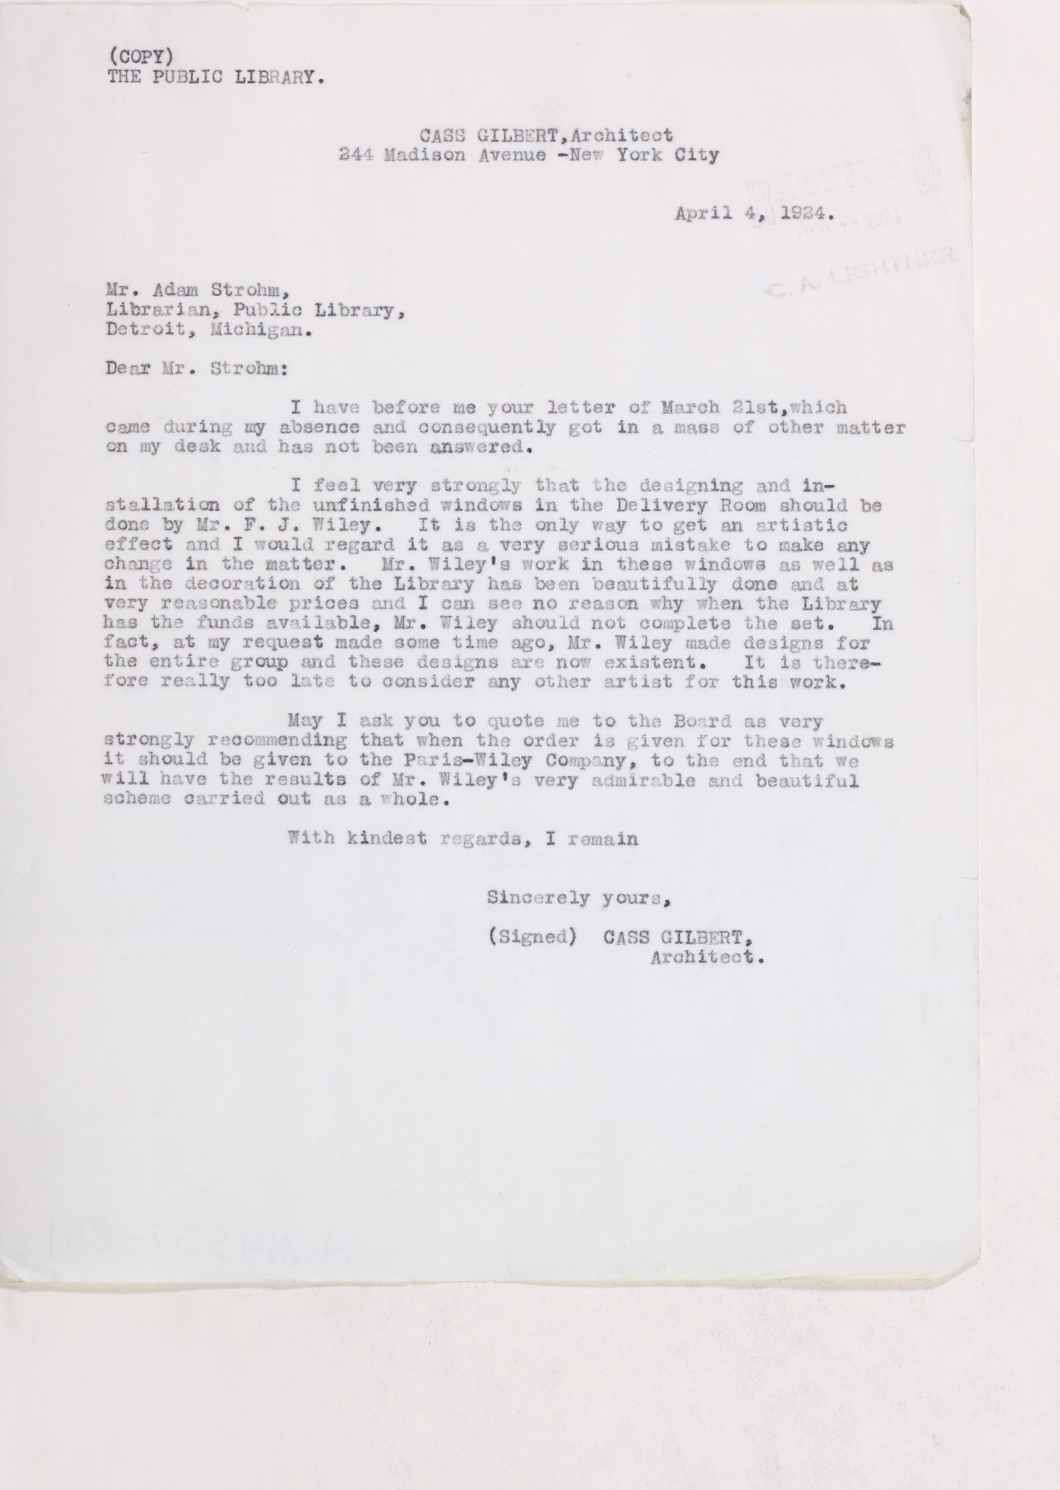 (COPY)
THE PUBLIC LIBRARY.
CASS GILBERT,Architect
244 Madison Avenue -New York City
April 4, 1924.
C. A. LIGHTNER
Mr. Adam Strohm,
Librarian, Public Library,
Detroit, Michigan.
Dear Mr. Strohm:
I have before me your letter of March 21st,which
came during my absence and consequently got in a mass of other matter
on my desk and has not been answered.
I feel very strongly that the designing and in-
stallation of the unfinished windows in the Delivery Room should be
done by Mr. F. J. Wiley. It is the only way to get an artistic
effect and I would regard it as a very serious mistake to make any
change in the matter. Mr. Wiley's work in these windows as well as
in the decoration of the Library has been beautifully done and at
very reasonable prices and I can see no reason why when the Library
has the funds available, Mr. Wiley should not complete the set. In
fact, at my request made some time ago, Mr. Wiley made designs for
the entire group and these designs are now existent. It is there-
fore really too late to consider any other artist for this work.
May I ask you to quote me to the Board as very
strongly recommending that when the order is given for these windows
it should be given to the Paris-Wiley Company, to the end that we
will have the results of Mr. Wiley's very admirable and beautiful
scheme carried out as a whole.
With kindest regards, I remain
Sincerely yours,
(Signed) CASS GILBERT,
Architect.